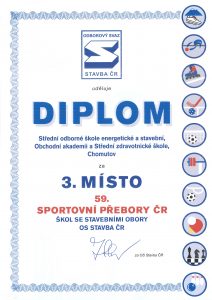 ODBOROVÝ SVAZ
STAVBA ČR
uděluje
DIPLOM
Střední odborné škole energetické a stavební,
Obchodní akademii a Střední zdravotnické škole,
Chomutov
za
3. MÍSTO
59.
SPORTOVNÍ PŘEBORY ČR
ŠKOL SE STAVEBNÍMI OBORY
OS STAVBA ČR
za OS Stavba ČR